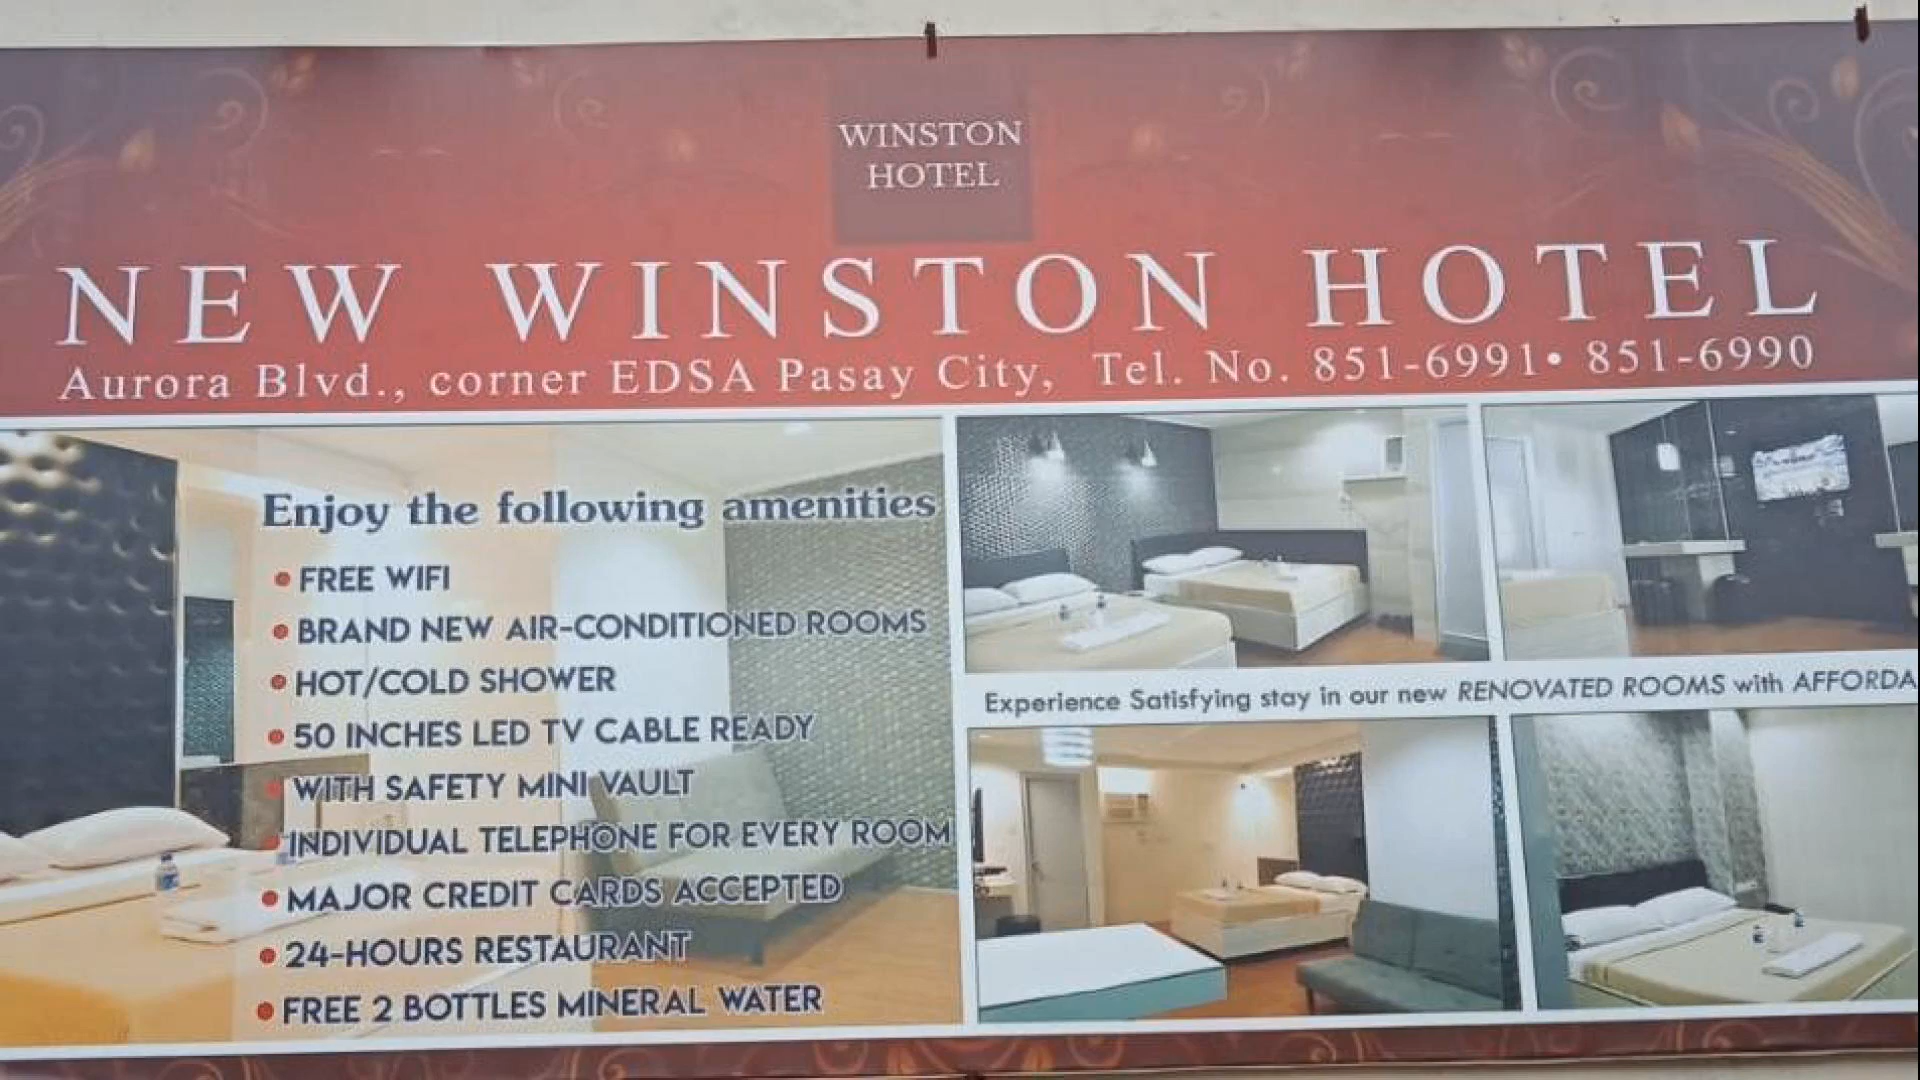 WINSTON
HOTEL
NEW WINSTON HOTEL
Aurora Blvd., corner EDSA Pasay City, Tel. No. 851-6991• 851-6990
Enjoy the following amenities
• FREE WIFI
• BRAND NEW AIR-CONDITIONED ROOMS
• HOT/COLD SHOWER
• 50 INCHES LED TV CABLE READY
• WITH SAFETY MINI VAULT
• INDIVIDUAL TELEPHONE FOR EVERY ROOM
• MAJOR CREDIT CARDS ACCEPTED
• 24-HOURS RESTAURANT
• FREE 2 BOTTLES MINERAL WATER
Experience Satisfying stay in our new RENOVATED ROOMS with AFFORDA